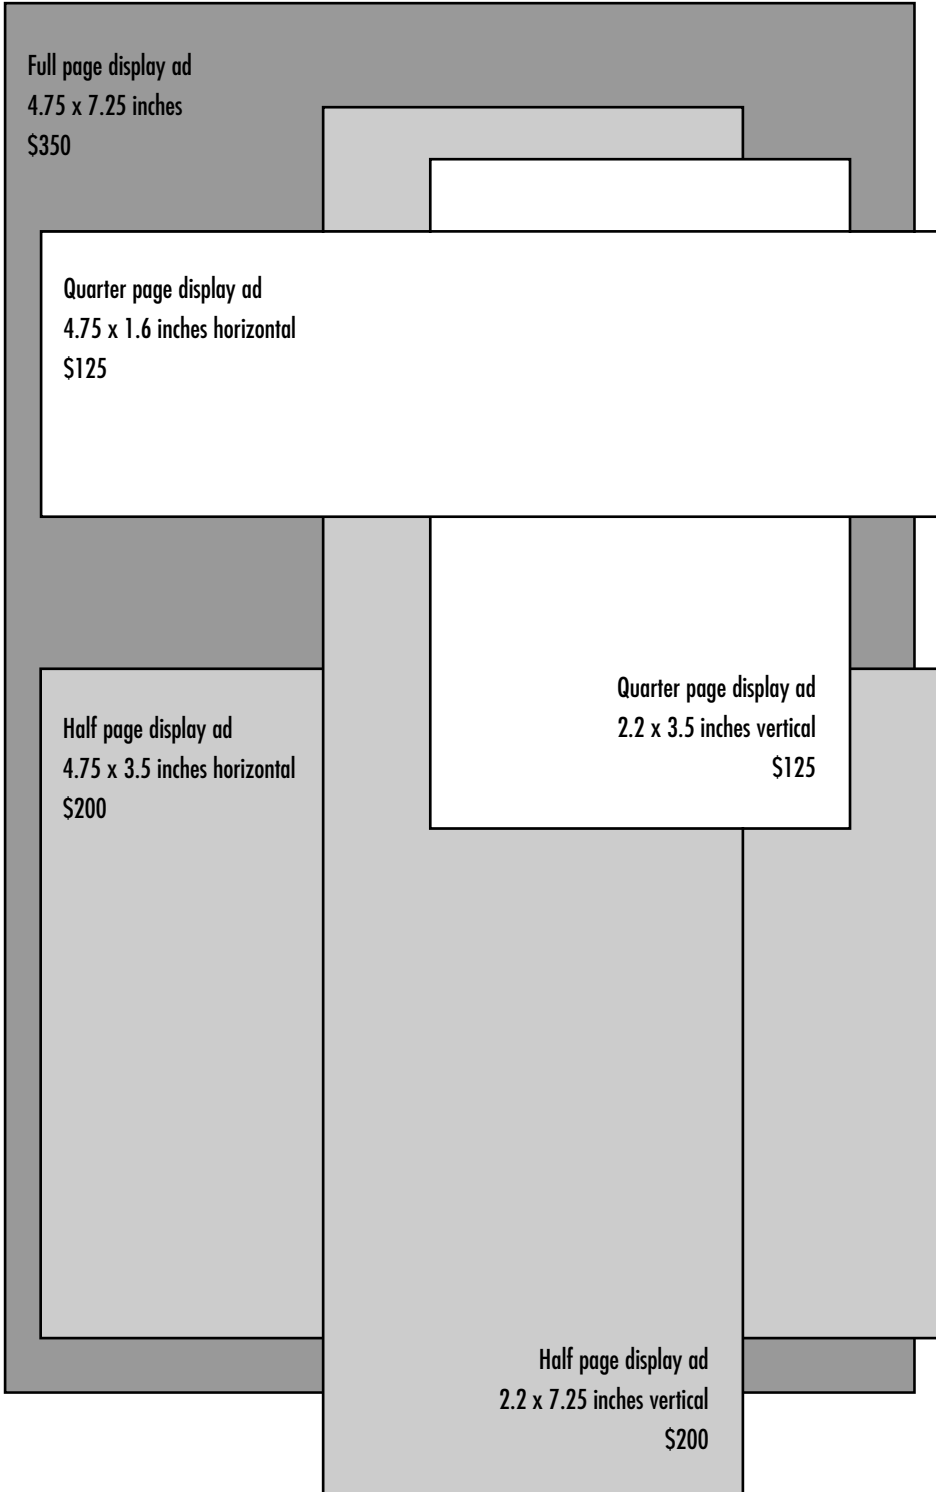 Full page display ad
4.75 x 7.25 inches
$350
Quarter page display ad
4.75 x 1.6 inches horizontal
$125
Quarter page display ad
2.2 x 3.5 inches vertical
$125
Half page display ad
4.75 x 3.5 inches horizontal
$200
Half page display ad
2.2 x 7.25 inches vertical
$200